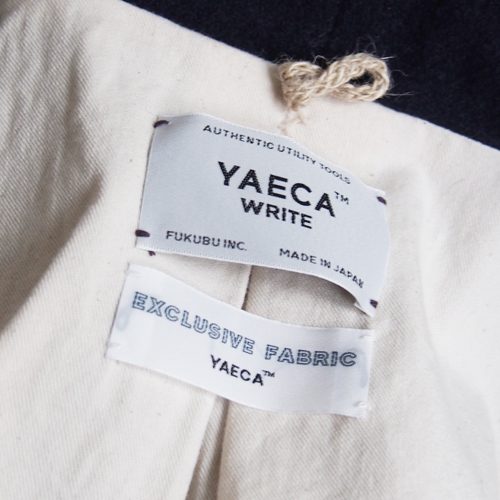 AUTHENTIC UTILITY TOOLS
YAECA™
WRITE
FUKUBU INC. MADE IN JAPAN
EXCLUSIVE FABRIC
YAECA™